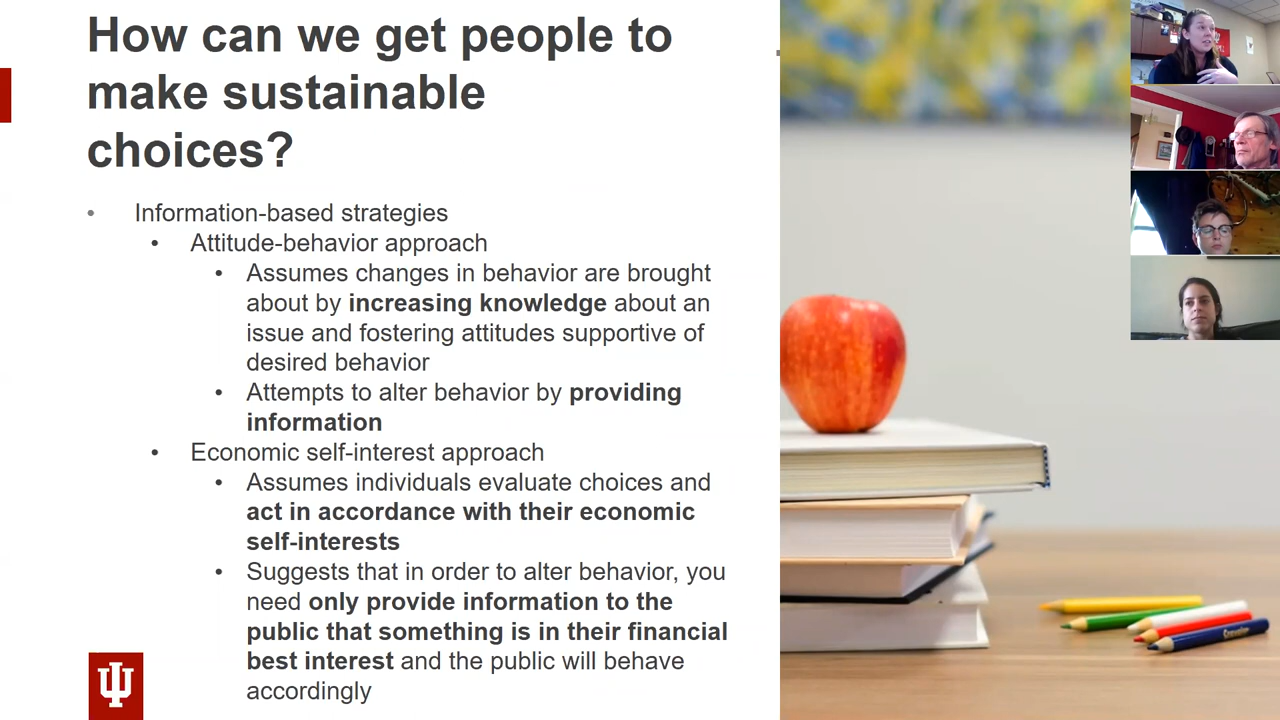 How can we get people to
make sustainable
choices?
• Information-based strategies
• Attitude-behavior approach
• Assumes changes in behavior are brought
about by increasing knowledge about an
issue and fostering attitudes supportive of
desired behavior
• Attempts to alter behavior by providing
information
• Economic self-interest approach
• Assumes individuals evaluate choices and
act in accordance with their economic
self-interests
• Suggests that in order to alter behavior, you
need only provide information to the
public that something is in their financial
best interest and the public will behave
accordingly